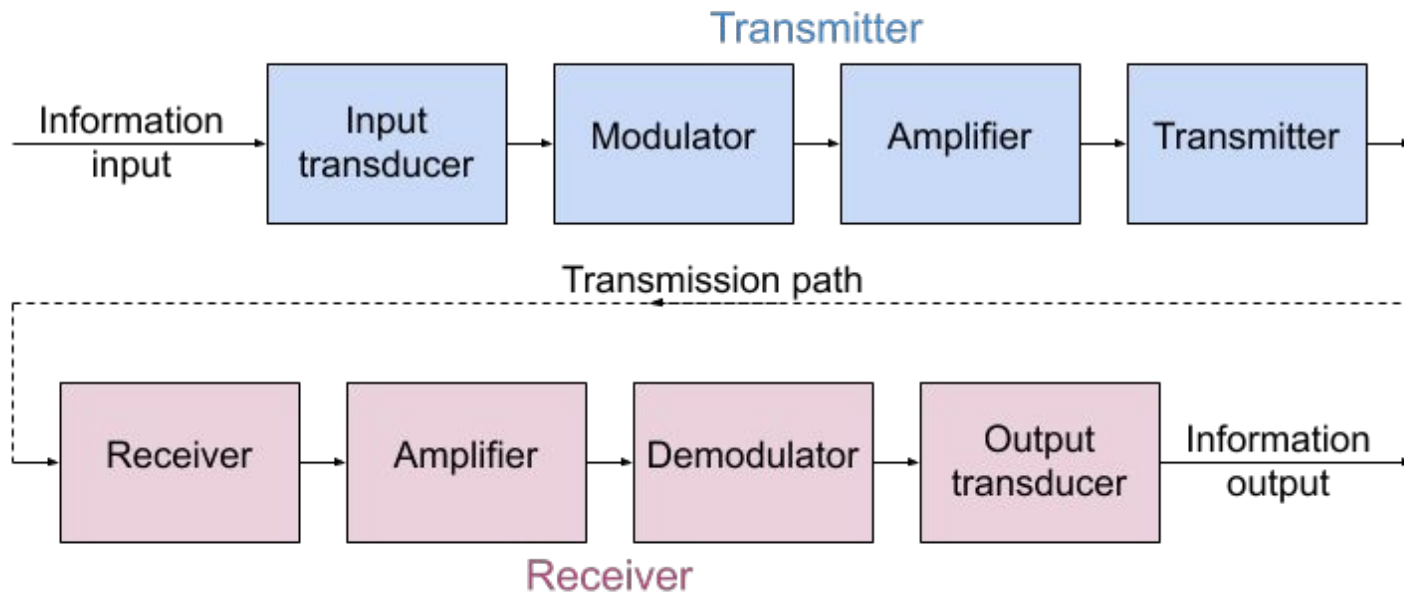 Transmitter
Information
input
Input
transducer
Modulator
Amplifier
Transmitter
Transmission path
Receiver
Amplifier
Demodulator
Output
transducer
Information
output
Receiver